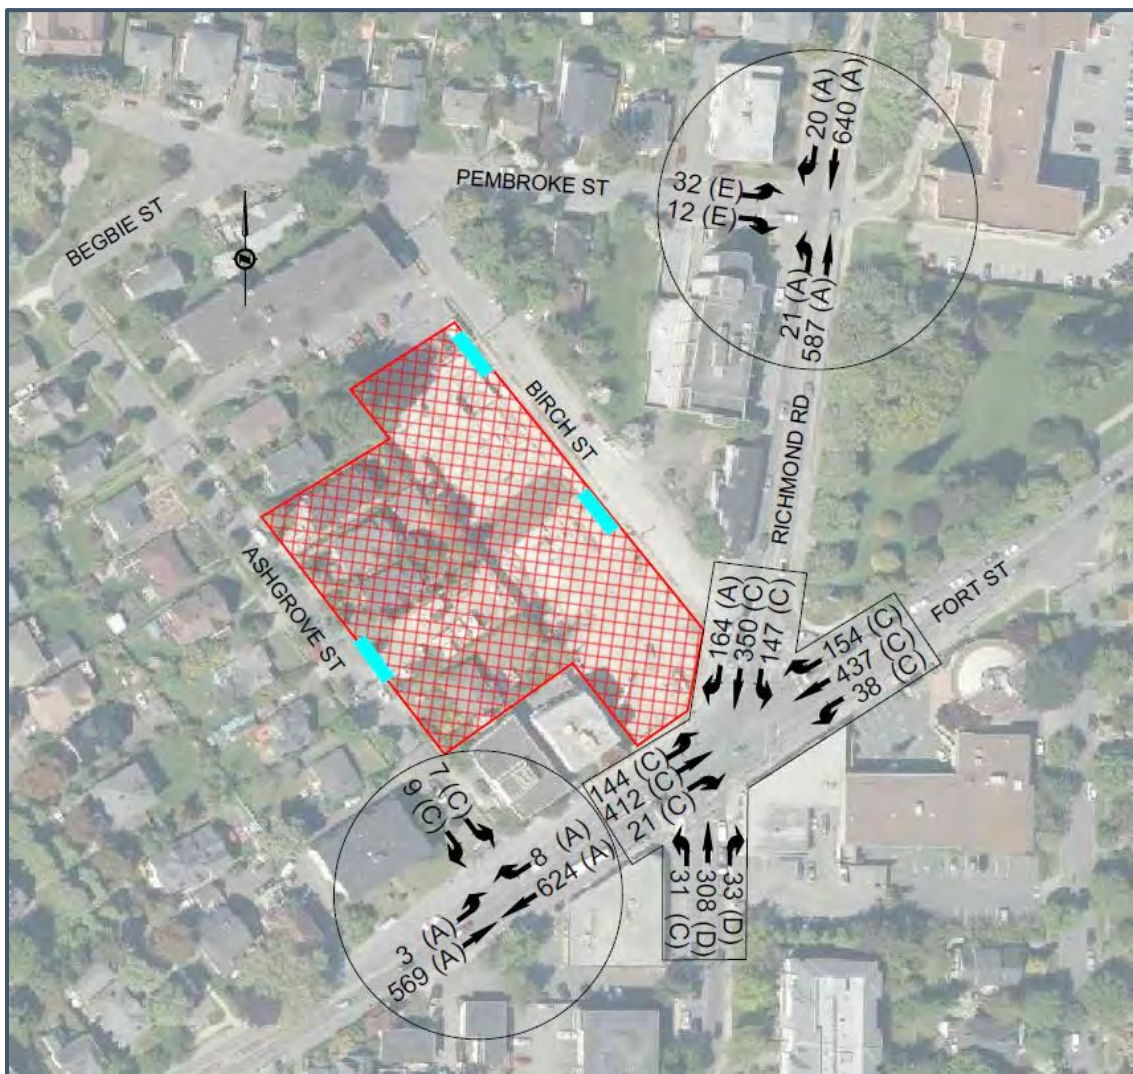 20 (A)
640 (A)
PEMBROKE ST
32 (E)
12 (E)
BEGBIE ST
21 (A)
587 (A)
BIRCH ST
RICHMOND RD
ASHGROVE ST
FORT ST
164 (A)
350 (C)
147 (C)
154 (C)
437 (C)
38 (C)
144 (C)
412 (C)
21 (C)
7 (C)
9 (C)
8 (A)
624 (A)
31 (C)
308 (D)
33 (D)
3 (A)
569 (A)